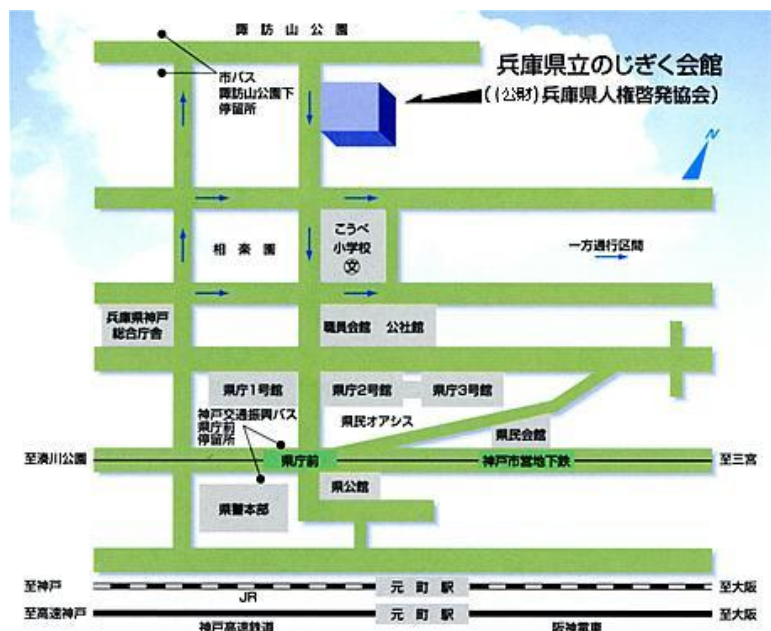 諏訪山公園
兵庫県立のじぎく会館
((公財)兵庫県人権啓発協会)
市バス
諏訪山公園下
停留所
N
こうべ
小学校
文
相楽園
一方通行区間
兵庫県神戸
総合庁舎
職員会館 公社館
県庁1号館
県庁2号館
県庁3号館
神戸交通振興バス
県庁前
停留所
県民オアシス
県民会館
至湊川公園
県庁前
神戸市営地下鉄
至三宮
県公館
県警本部
至神戸
元町駅
至大阪
JR
至高速神戸
元町駅
至大阪
神戸高速鉄道
阪神電車